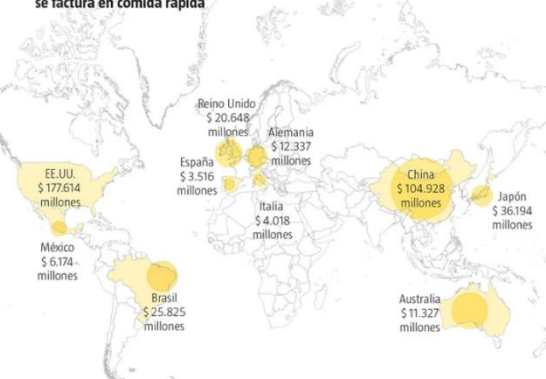 se factura en comida rápida
Reino Unido
$ 20.648
millones
Alemania
$ 12.337
millones
España
$ 3.516
millones
EE.UU.
$ 177.614
millones
China
$ 104.928
millones
Japón
$ 36.194
millones
Italia
$ 4.018
millones
México
$ 6.174
millones
Brasil
$ 25.825
millones
Australia
$ 11.327
millones